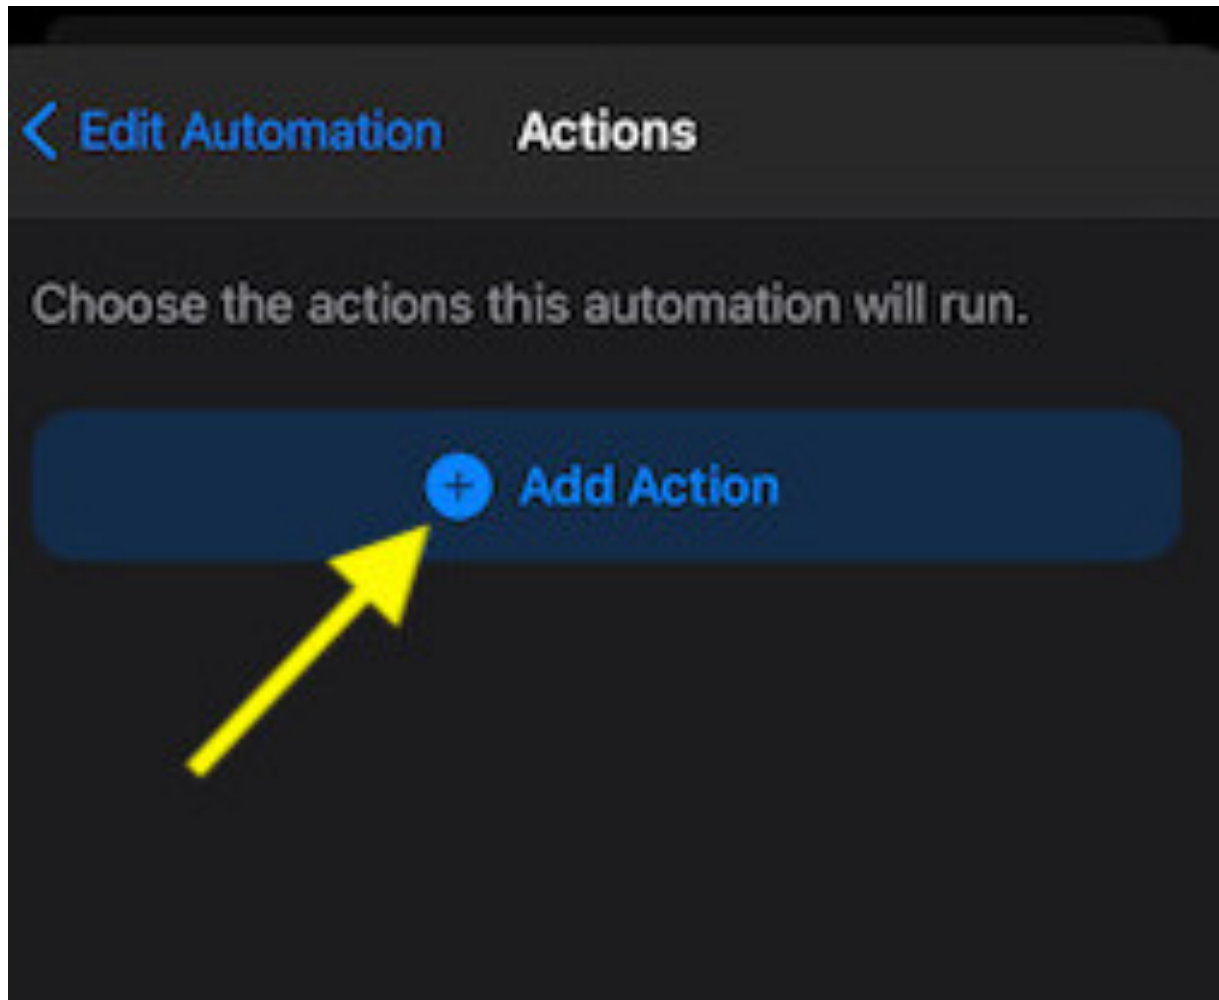 Edit Automation Actions
Choose the actions this automation will run.
Add Action